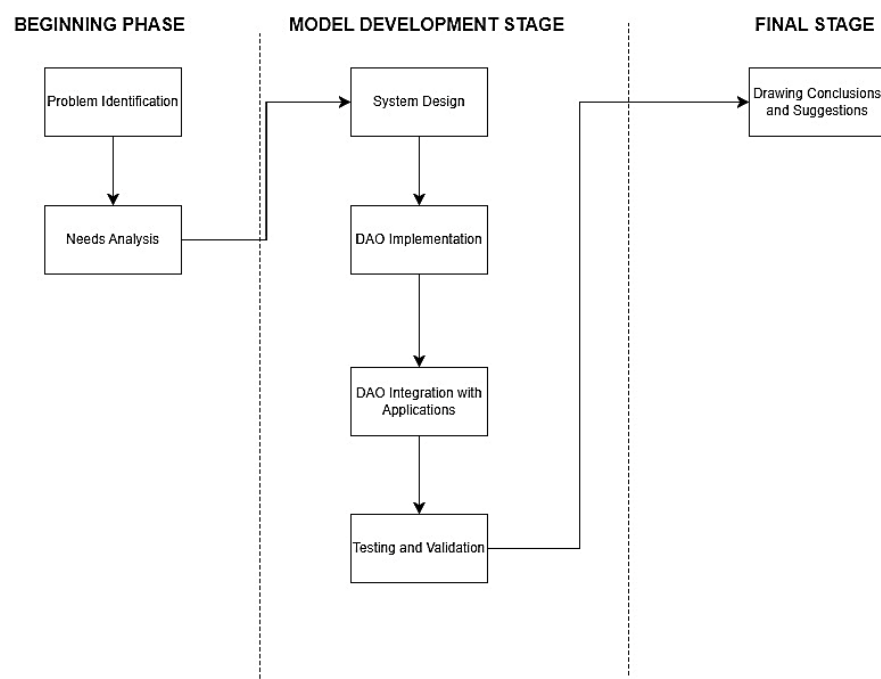 BEGINNING PHASE
MODEL DEVELOPMENT STAGE
FINAL STAGE
Problem Identification
Needs Analysis
System Design
DAO Implementation
DAO Integration with
Applications
Testing and Validation
Drawing Conclusions
and Suggestions